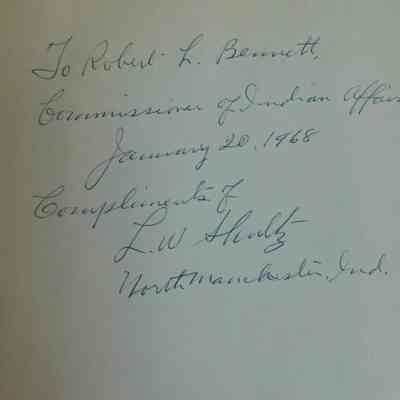 To Robert L. Bennett,
Commissioner of Indian Affairs
January 20, 1968
Compliments of
L. W Shultz
North Manchester, Ind.